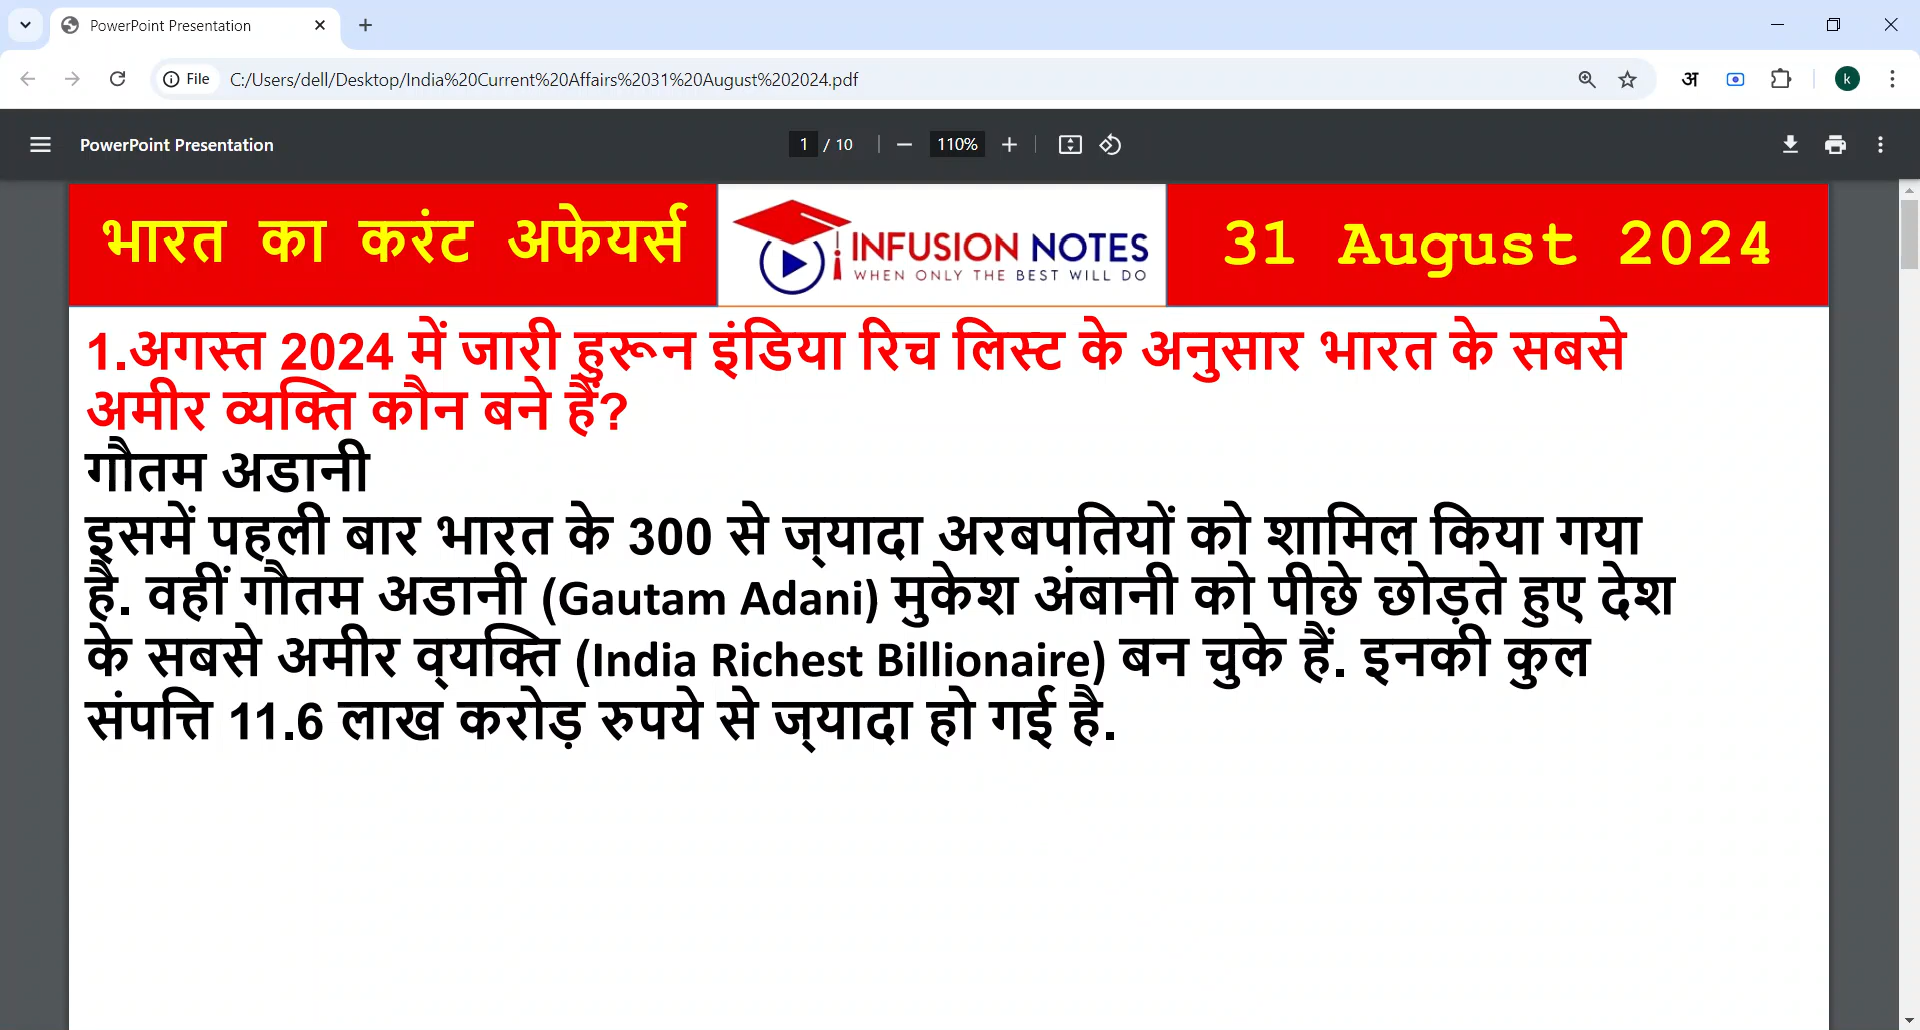 PowerPoint Presentation
File
C:/Users/dell/Desktop/India%20Current%20Affairs%2031%20August%202024.pdf
अ
k
PowerPoint Presentation
1 / 10
110%
भारत का करंट अफेयर्स
INFUSION NOTES
WHEN ONLY THE BEST WILL DO
31 August 2024
1.अगस्त 2024 में जारी हुरून इंडिया रिच लिस्ट के अनुसार भारत के सबसे
अमीर व्यक्ति कौन बने हैं?
गौतम अडानी
इसमें पहली बार भारत के 300 से ज्यादा अरबपतियों को शामिल किया गया
है. वहीं गौतम अडानी (Gautam Adani) मुकेश अंबानी को पीछे छोड़ते हुए देश
के सबसे अमीर व्यक्ति (India Richest Billionaire) बन चुके हैं. इनकी कुल
संपत्ति 11.6 लाख करोड़ रुपये से ज्यादा हो गई है.